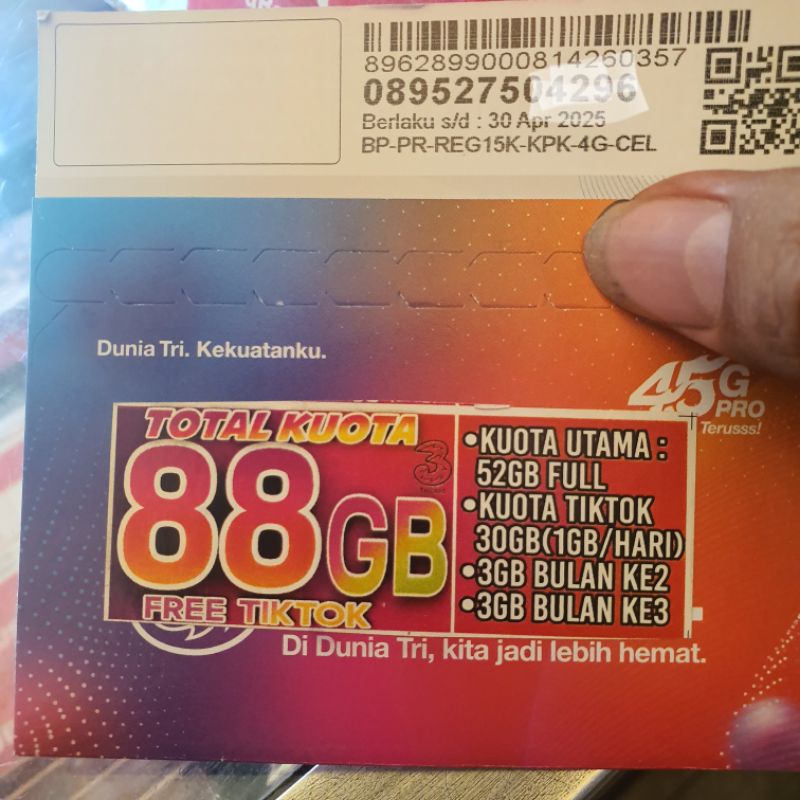 8962899000814260357
089527504296
Berlaku s/d : 30 Apr 2025
BP-PR-REG15K-KPK-4G-CEL
Dunia Tri. Kekuatanku.
4.5G
PRO
Terusss!
TOTAL KUOTA
88GB
FREE TIKTOK
3
•KUOTA UTAMA :
52GB FULL
•KUOTA TIKTOK
30GB(1GB/HARI)
•3GB BULAN KE2
•3GB BULAN KE3
Di Dunia Tri, kita jadi lebih hemat.